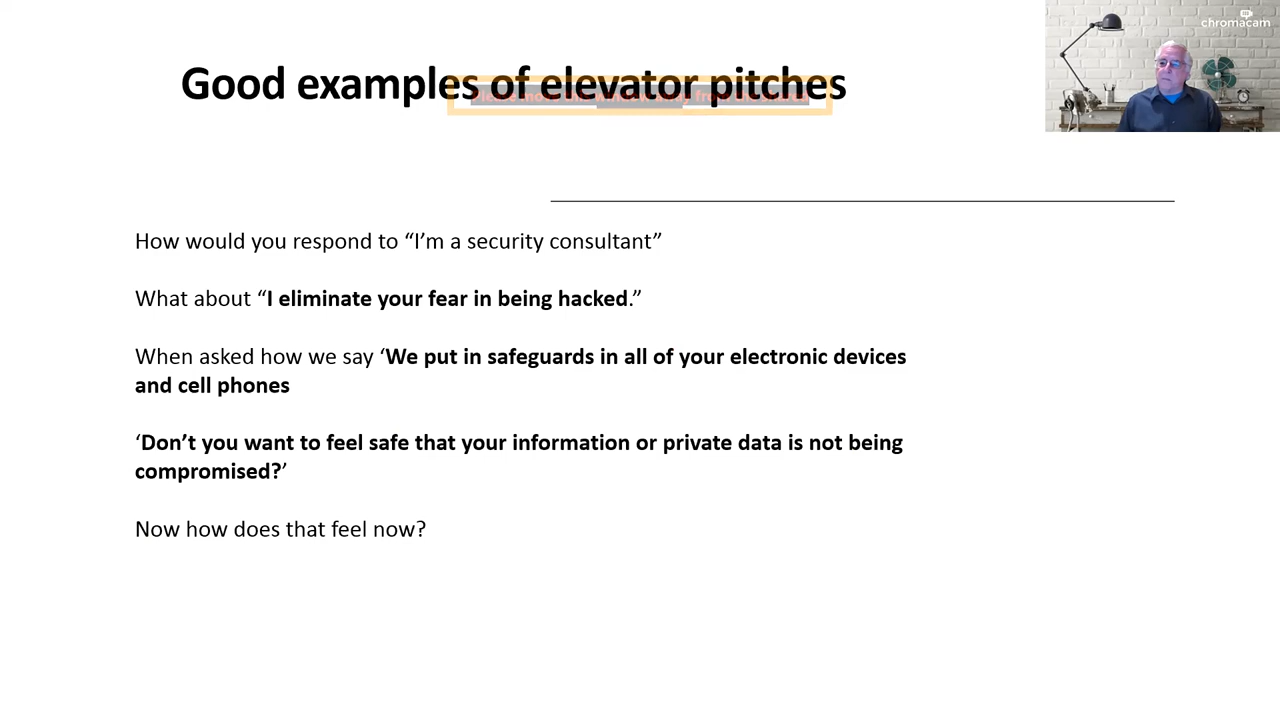 chromacam
Good examples of elevator pitches
How would you respond to “I’m a security consultant”
What about “I eliminate your fear in being hacked.”
When asked how we say ‘We put in safeguards in all of your electronic devices
and cell phones
‘Don’t you want to feel safe that your information or private data is not being
compromised?’
Now how does that feel now?